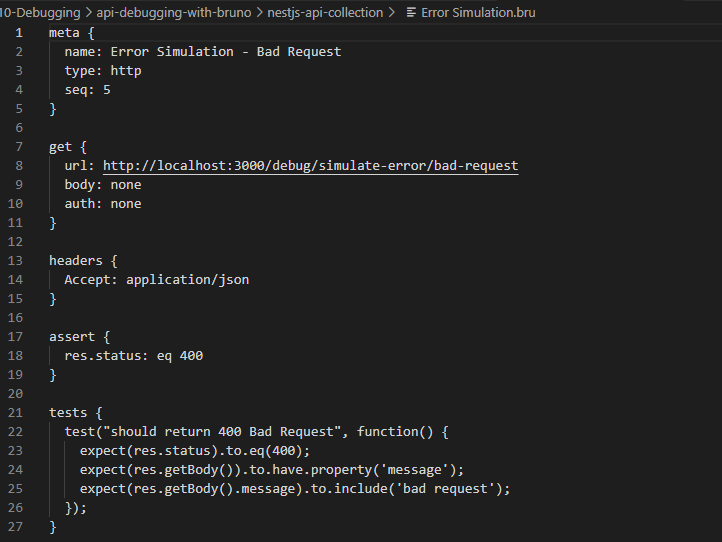 10-Debugging > api-debugging-with-bruno > nestjs-api-collection > Error Simulation.bru
1 meta {
2   name: Error Simulation - Bad Request
3   type: http
4   seq: 5
5 }
6
7 get {
8   url: http://localhost:3000/debug/simulate-error/bad-request
9   body: none
10   auth: none
11 }
12
13 headers {
14   Accept: application/json
15 }
16
17 assert {
18   res.status: eq 400
19 }
20
21 tests {
22   test("should return 400 Bad Request", function() {
23     expect(res.status).to.eq(400);
24     expect(res.getBody()).to.have.property('message');
25     expect(res.getBody().message).to.include('bad request');
26   });
27 }